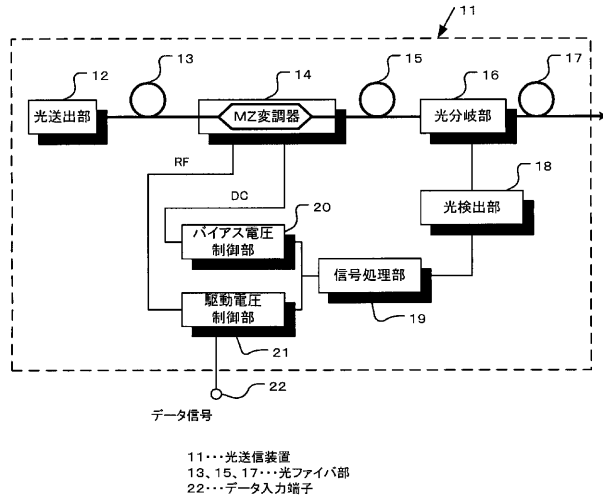 11
13
15
17
12
14
16
光送出部
MZ変調器
光分岐部
RF
18
DC
光検出部
20
バイアス電圧
制御部
信号処理部
駆動電圧
制御部
19
21
22
データ信号
11･･･光送信装置
13、15、17･･･光ファイバ部
22･･･データ入力端子